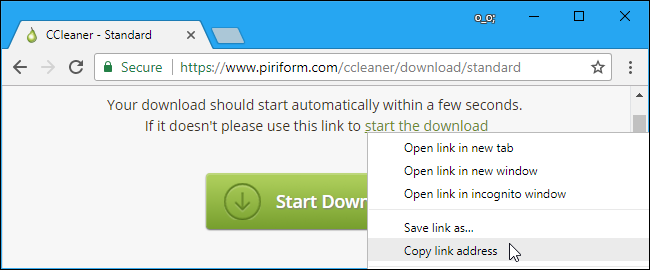 o_o;
CCleaner - Standard
Secure https://www.piriform.com/ccleaner/download/standard
Your download should start automatically within a few seconds.
If it doesn't please use this link to start the download
Open link in new tab
Open link in new window
Open link in incognito window
Start Down
Save link as...
Copy link address